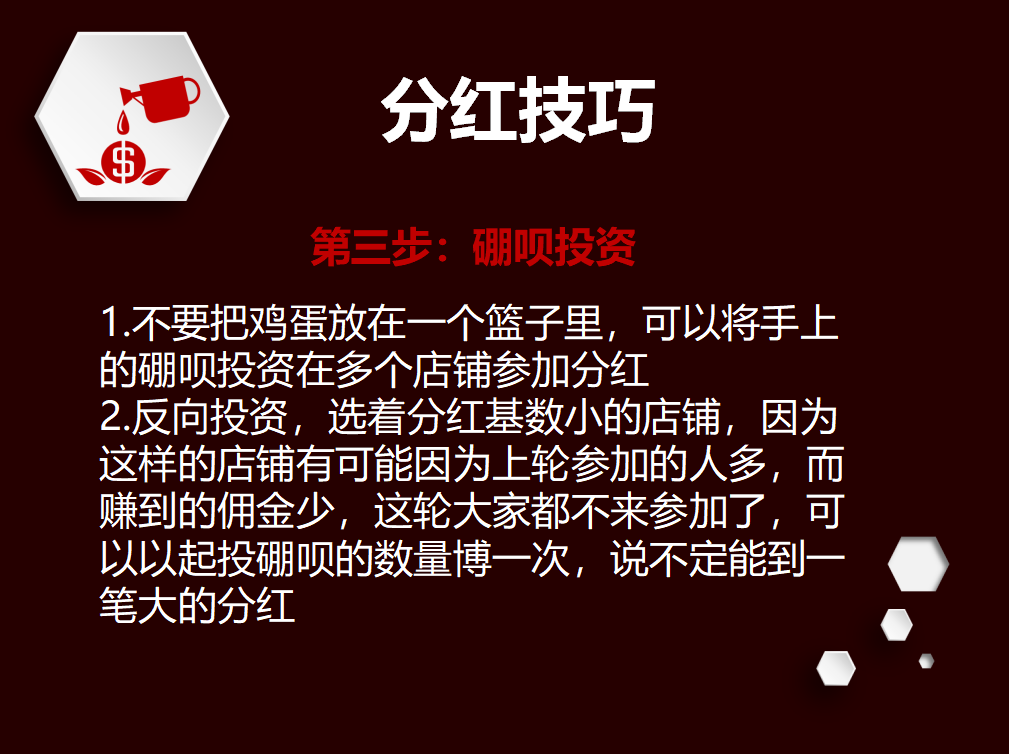 分红技巧
第三步：硼呗投资
1.不要把鸡蛋放在一个篮子里，可以将手上
的硼呗投资在多个店铺参加分红
2.反向投资，选着分红基数小的店铺，因为
这样的店铺有可能因为上轮参加的人多，而
赚到的佣金少，这轮大家都不来参加了，可
以以起投硼呗的数量博一次，说不定能到一
笔大的分红
$